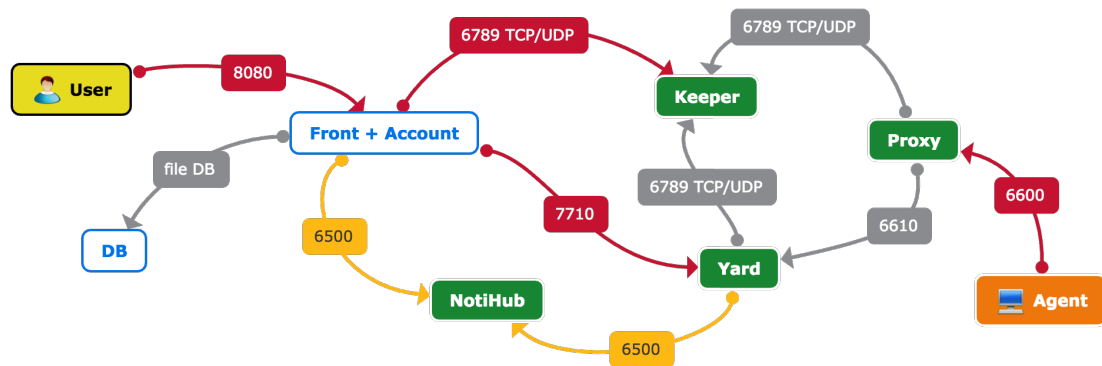 6789 TCP/UDP
6789 TCP/UDP
8080
User
Keeper
Front + Account
Proxy
file DB
6789 TCP/UDP
6600
7710
6500
6610
DB
Yard
NotiHub
Agent
6500